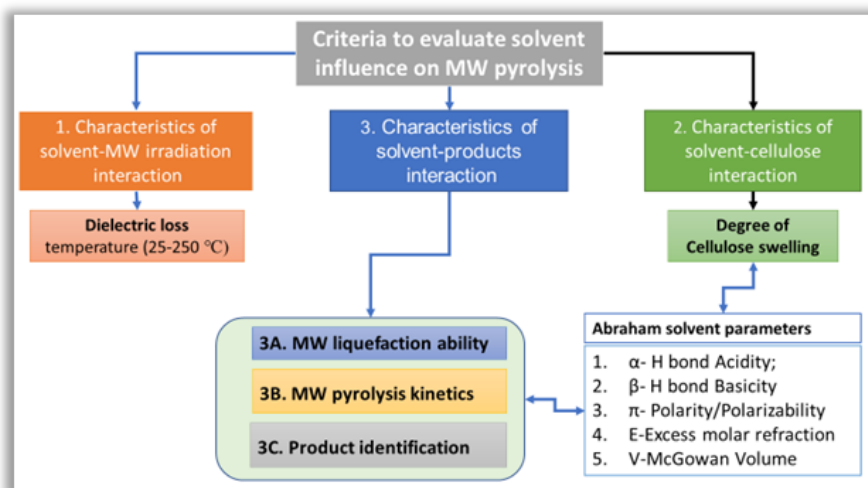 Criteria to evaluate solvent
influence on MW pyrolysis
1. Characteristics of
solvent-MW irradiation
interaction
3. Characteristics of
solvent-products
interaction
2. Characteristics of
solvent-cellulose
interaction
Dielectric loss
temperature (25-250 ℃)
Degree of
Cellulose swelling
3A. MW liquefaction ability
3B. MW pyrolysis kinetics
3C. Product identification
Abraham solvent parameters
1. α- H bond Acidity;
2. β- H bond Basicity
3. π- Polarity/Polarizability
4. E-Excess molar refraction
5. V-McGowan Volume